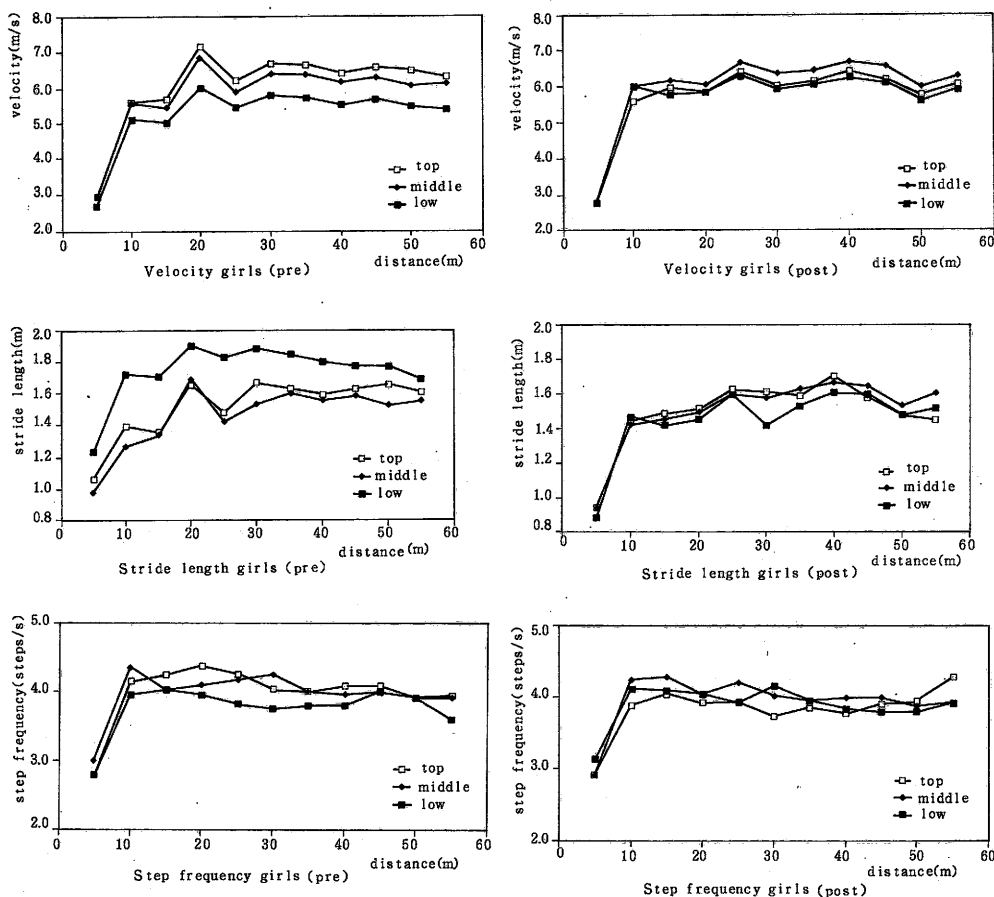 velocity(m/s)
8.0
7.0
6.0
5.0
4.0
3.0
2.0
top
middle
low
0 10 20 30 40 50 60
Velocity girls (pre)
distance(m)
velocity(m/s)
8.0
7.0
6.0
5.0
4.0
3.0
2.0
top
middle
low
0 10 20 30 40 50 60
Velocity girls (post)
distance(m)
stride length(m)
2.0
1.8
1.6
1.4
1.2
1.0
0.8
top
middle
low
0 10 20 30 40 50 60
distance(m)
Stride length girls (pre)
stride length(m)
2.0
1.8
1.6
1.4
1.2
1.0
0.8
top
middle
low
0 10 20 30 40 50 60
distance(m)
Stride length girls (post)
step frequency(steps/s)
5.0
4.0
3.0
2.0
top
middle
low
0 10 20 30 40 50 60
distance(m)
Step frequency girls (pre)
step frequency(steps/s)
5.0
4.0
3.0
2.0
top
middle
low
0 10 20 30 40 50 60
distance(m)
Step frequency girls (post)